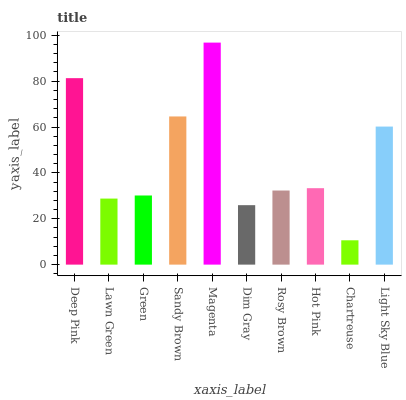 title
100
80
60
40
20
0
yaxis_label
Deep Pink
Lawn Green
Green
Sandy Brown
Magenta
Dim Gray
Rosy Brown
Hot Pink
Chartreuse
Light Sky Blue
xaxis_label